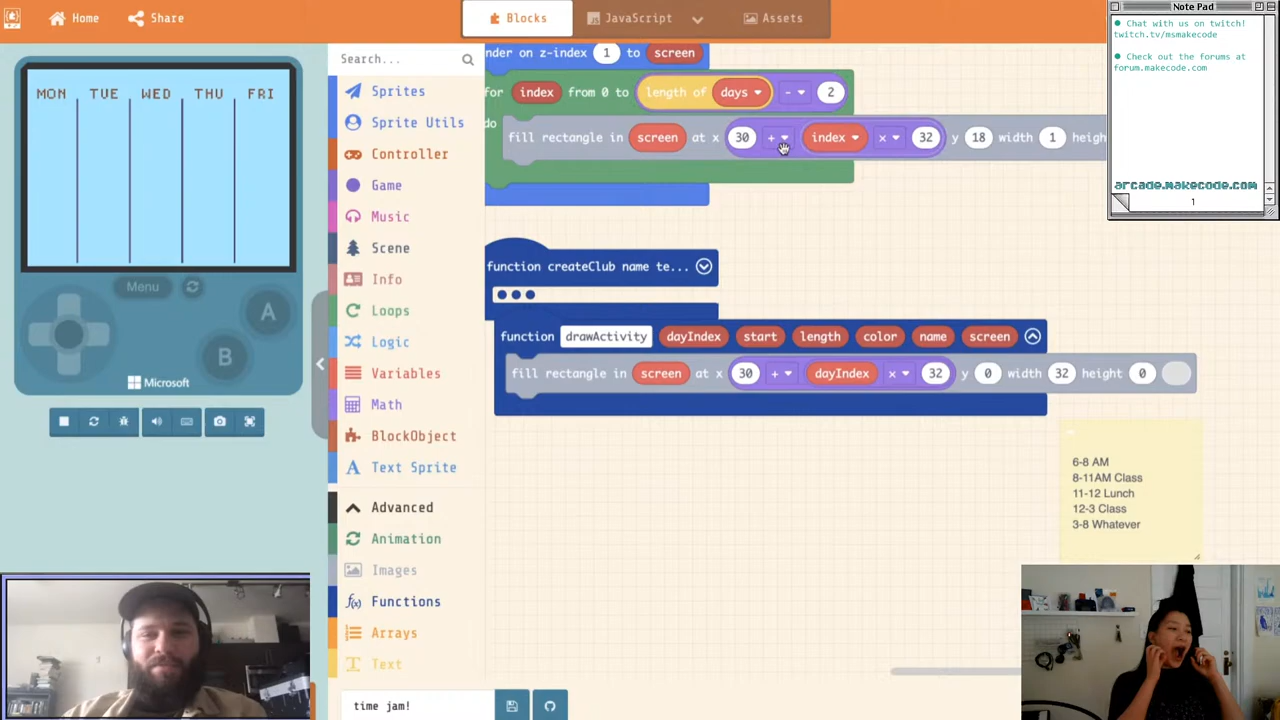 Home
Share
Blocks
JavaScript
Assets
Note Pad
Chat with us on twitch!
twitch.tv/msmakecode
Check out the forums at
forum.makecode.com
arcade.makecode.com
1
MON TUE WED THU FRI
Menu
A
B
Microsoft
Search...
Sprites
Sprite Utils
Controller
Game
Music
Scene
Info
Loops
Logic
Variables
Math
BlockObject
Text Sprite
Advanced
Animation
Images
Functions
Arrays
Text
nder on z-index 1 to screen
for index from 0 to length of days - 2
do
fill rectangle in screen at x 30 + index × 32 y 18 width 1 heigh
function createClub name te...
function drawActivity dayIndex start length color name screen
fill rectangle in screen at x 30 + dayIndex × 32 y 0 width 32 height 0
6-8 AM
8-11AM Class
11-12 Lunch
12-3 Class
3-8 Whatever
time jam!